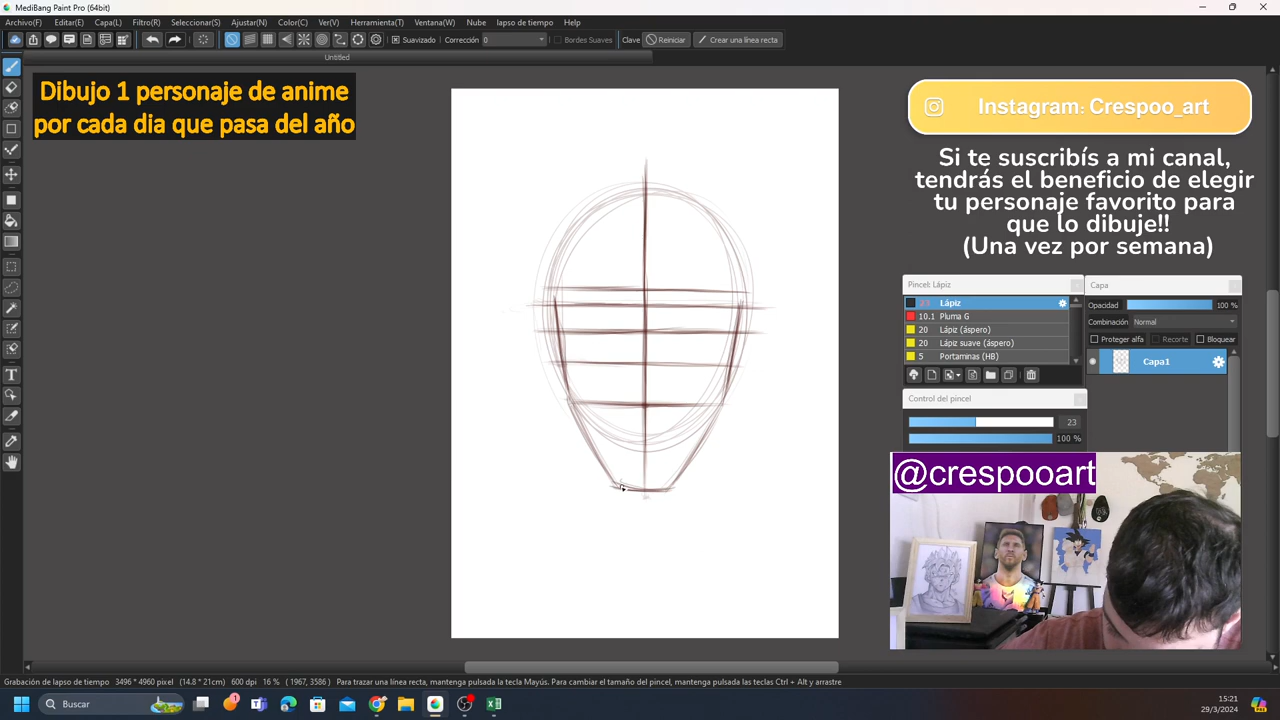 MediBang Paint Pro (64bit)
Archivo(F) Editar(E) Capa(L) Filtro(R) Seleccionar(S) Ajustar(N) Color(C) Ver(V) Herramienta(T) Ventana(W) Nube lapso de tiempo Help
Suavizado Corrección 0 Bordes Suaves Clave Reiniciar Crear una línea recta
Untitled
Dibujo 1 personaje de anime
por cada dia que pasa del año
Instagram: Crespoo_art
Si te suscribís a mi canal,
tendrás el beneficio de elegir
tu personaje favorito para
que lo dibuje!!
(Una vez por semana)
Pincel: Lápiz
23 Lápiz
10.1 Pluma G
20 Lápiz (áspero)
20 Lápiz suave (áspero)
5 Portaminas (HB)
Control del pincel
23
100 %
Capa
Opacidad 100 %
Combinación Normal
Proteger alfa Recorte Bloquear
Capa1
@crespooart
Grabación de lapso de tiempo 3496 * 4960 pixel (14.8 * 21cm) 600 dpi 16 % ( 1967, 3586 ) Para trazar una línea recta, mantenga pulsada la tecla Mayús. Para cambiar el tamaño del pincel, mantenga pulsadas las teclas Ctrl + Alt y arrastre
Buscar
1
15:21
29/3/2024